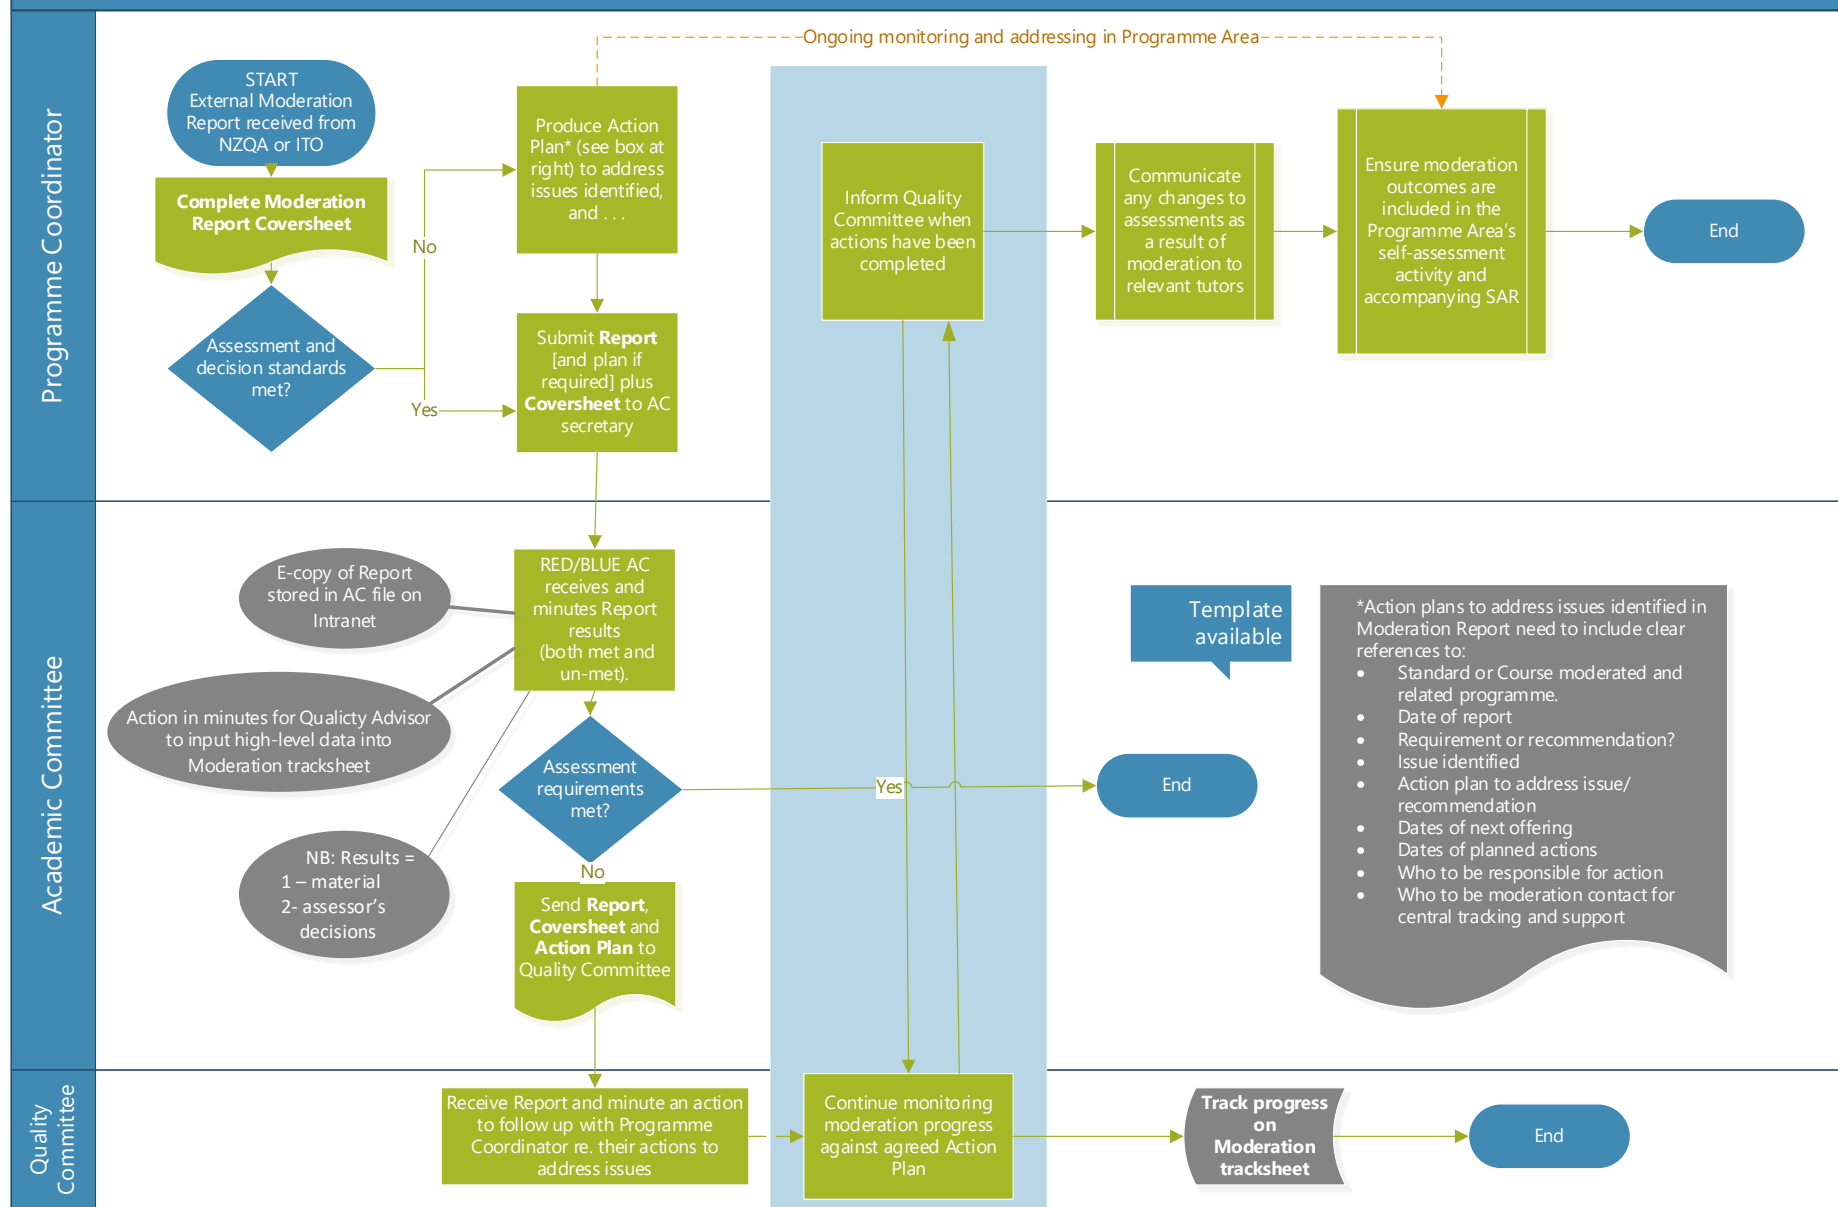 Programme Coordinator
START
External Moderation
Report received from
NZQA or ITO
Complete Moderation
Report Coversheet
Assessment and
decision standards
met?
No
Yes
Produce Action
Plan* (see box at
right) to address
issues identified,
and . . .
Submit Report
[and plan if
required] plus
Coversheet to AC
secretary
Ongoing monitoring and addressing in Programme Area
Inform Quality
Committee when
actions have been
completed
Communicate
any changes to
assessments as
a result of
moderation to
relevant tutors
Ensure moderation
outcomes are
included in the
Programme Area’s
self-assessment
activity and
accompanying SAR
End
Academic Committee
E-copy of Report
stored in AC file on
Intranet
Action in minutes for Qualicty Advisor
to input high-level data into
Moderation tracksheet
NB: Results =
1 – material
2- assessor’s
decisions
RED/BLUE AC
receives and
minutes Report
results
(both met and
un-met).
Assessment
requirements
met?
Yes
End
No
Send Report,
Coversheet and
Action Plan to
Quality Committee
Template
available
*Action plans to address issues identified in
Moderation Report need to include clear
references to:
• Standard or Course moderated and
related programme.
• Date of report
• Requirement or recommendation?
• Issue identified
• Action plan to address issue/
recommendation
• Dates of next offering
• Dates of planned actions
• Who to be responsible for action
• Who to be moderation contact for
central tracking and support
Quality
Committee
Receive Report and minute an action
to follow up with Programme
Coordinator re. their actions to
address issues
Continue monitoring
moderation progress
against agreed Action
Plan
Track progress
on
Moderation
tracksheet
End